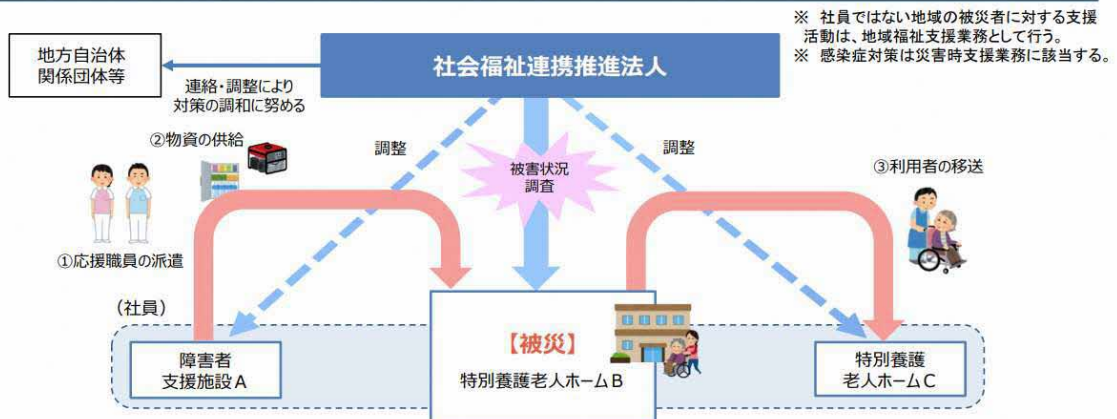 ※ 社員ではない地域の被災者に対する支援
活動は、地域福祉支援業務として行う。
※ 感染症対策は災害時支援業務に該当する。
地方自治体
関係団体等
社会福祉連携推進法人
連絡・調整により
対策の調和に努める
②物資の供給
調整
被害状況
調査
調整
③利用者の移送
①応援職員の派遣
（社員）
障害者
支援施設A
【被災】
特別養護老人ホームB
特別養護
老人ホームC